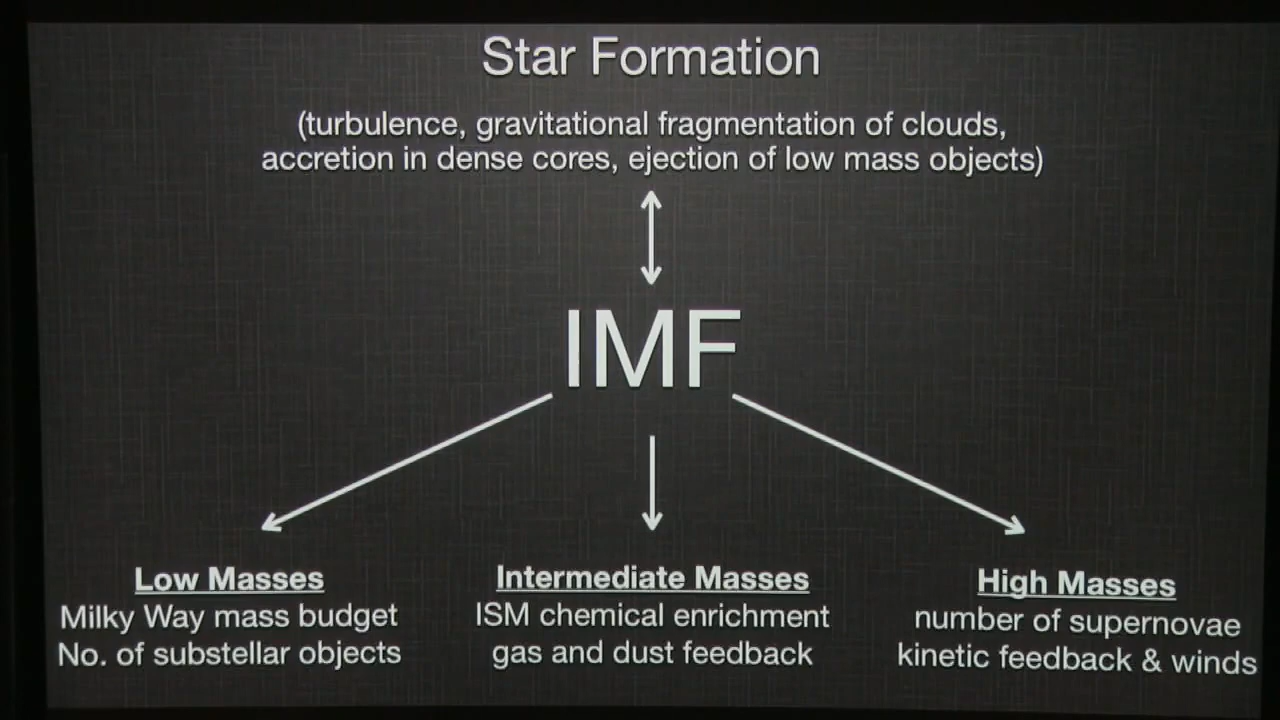 Star Formation
(turbulence, gravitational fragmentation of clouds,
accretion in dense cores, ejection of low mass objects)
IMF
Low Masses
Milky Way mass budget
No. of substellar objects
Intermediate Masses
ISM chemical enrichment
gas and dust feedback
High Masses
number of supernovae
kinetic feedback & winds